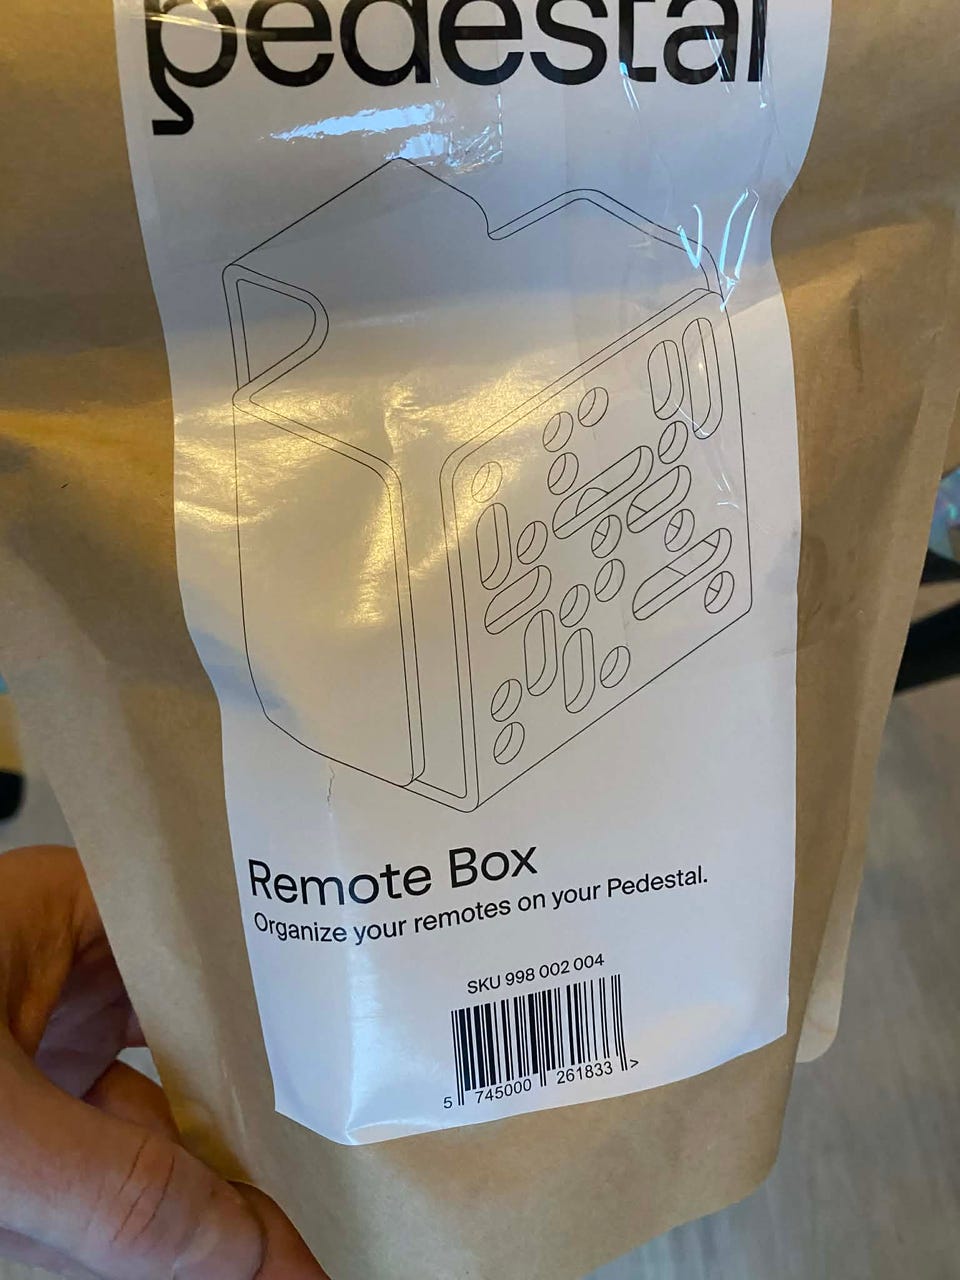 pedestal
Remote Box
Organize your remotes on your Pedestal.
SKU 998 002 004
5 745000 261833 >